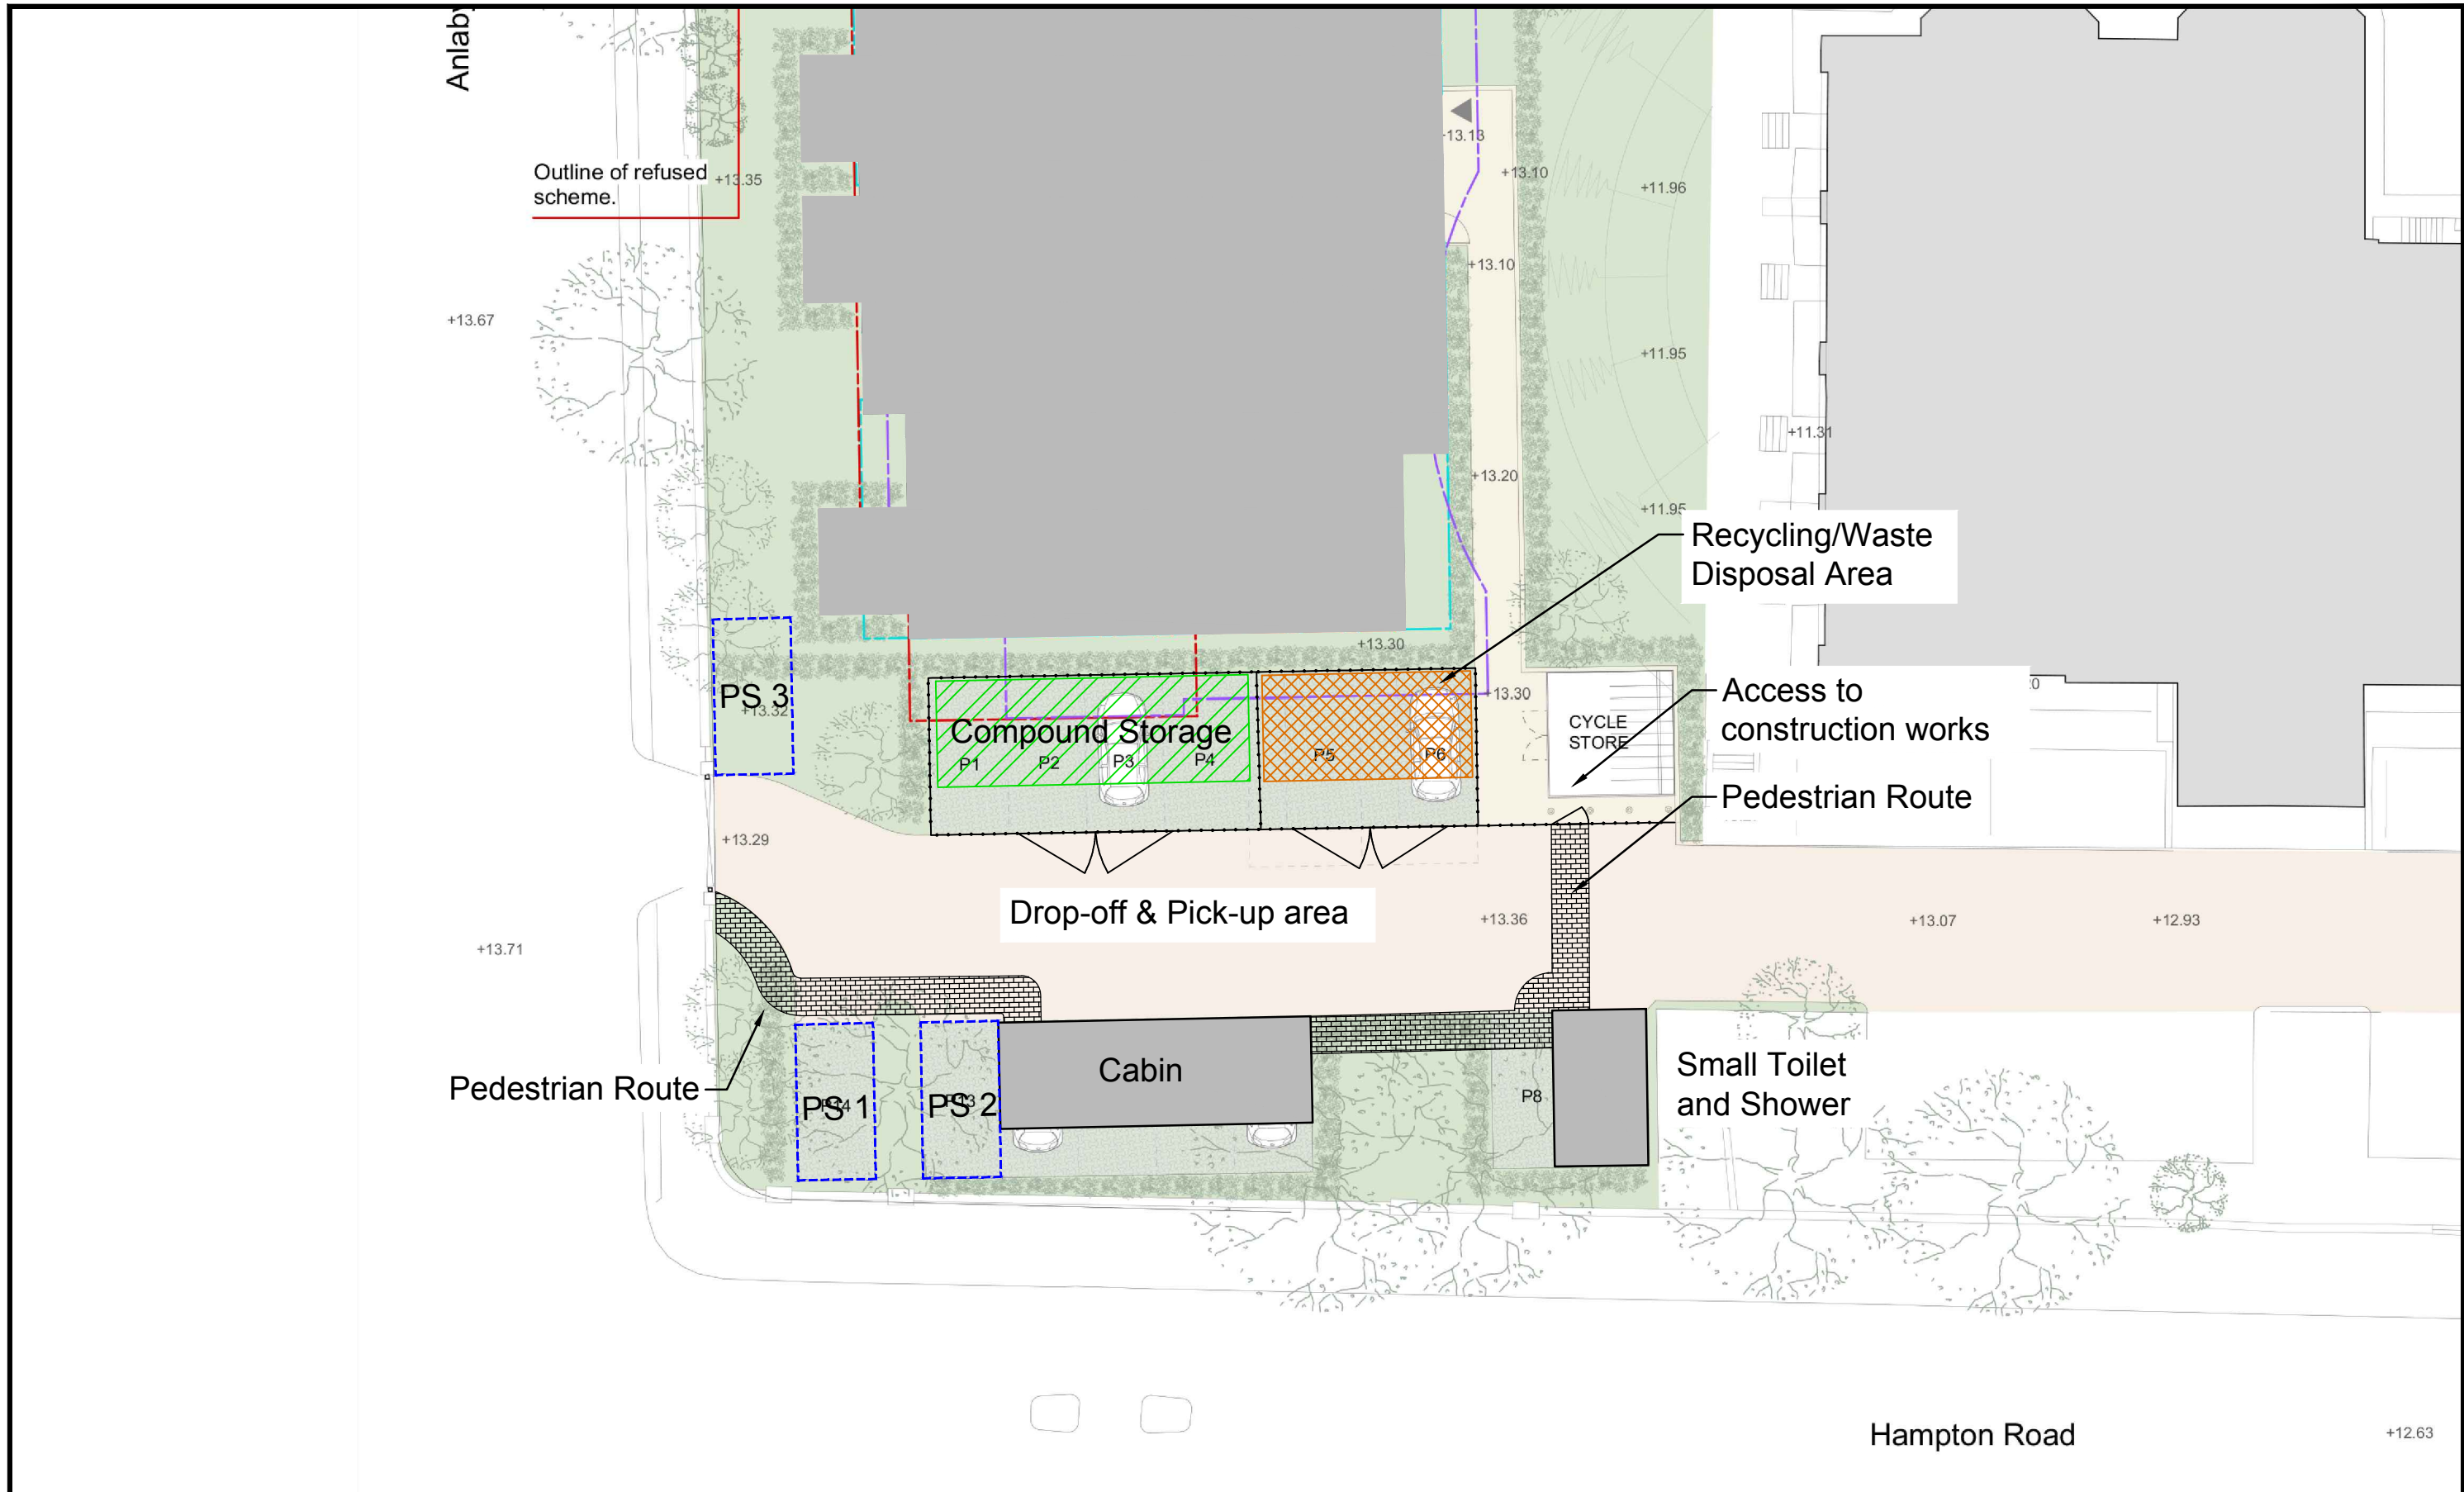 Anlaby
+13.13
+13.10
Outline of refused
scheme.
+13.35
+11.96
+13.10
+13.67
+11.95
+11.31
+13.20
+11.95
Recycling/Waste
Disposal Area
+13.30
PS 3
+13.32
+13.30
Access to
construction works
CYCLE
STORE
Compound Storage
P1
P2
P3
P4
P5
P6
Pedestrian Route
+13.29
Drop-off & Pick-up area
+13.36
+13.07
+12.93
+13.71
Cabin
Small Toilet
and Shower
Pedestrian Route
PS 1
P14
PS 2
P13
P8
Hampton Road
+12.63